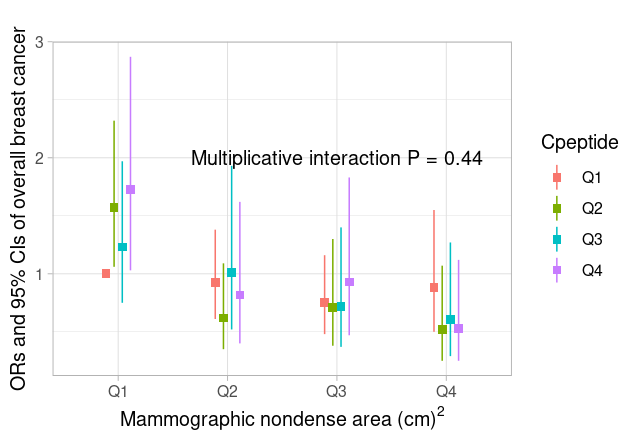 ORs and 95% CIs of overall breast cancer
3
2
1
Multiplicative interaction P = 0.44
Q1 Q2 Q3 Q4
Mammographic nondense area (cm)²
Cpeptide
Q1
Q2
Q3
Q4